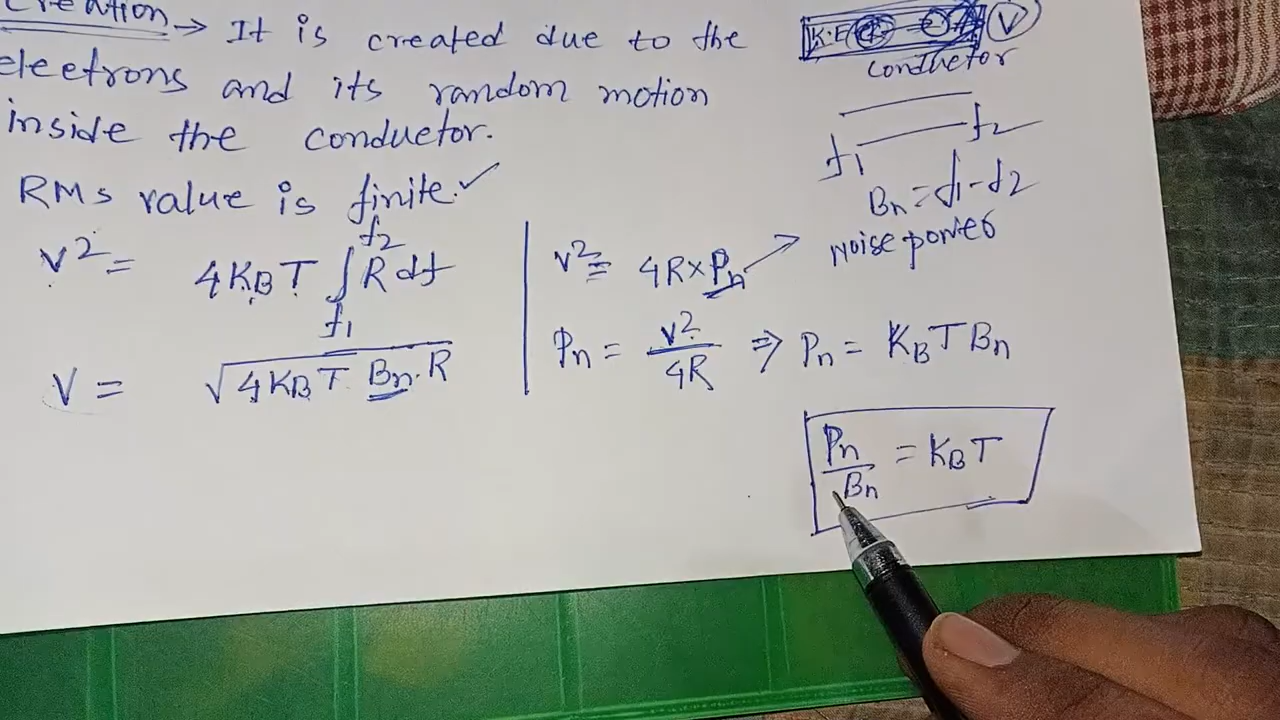 Creation → It is created due to the
electrons and its random motion
inside the conductor.
RMS value is finite. ✓
K.E
V
conductor
f1
f2
Bn = f1 - f2
noise power
V² = 4KBT ∫f1^f2 R df
V = √4KBT Bn.R
V² = 4R × Pn
Pn = V²/4R ⇒ Pn = KBTBn
Pn/Bn = KBT